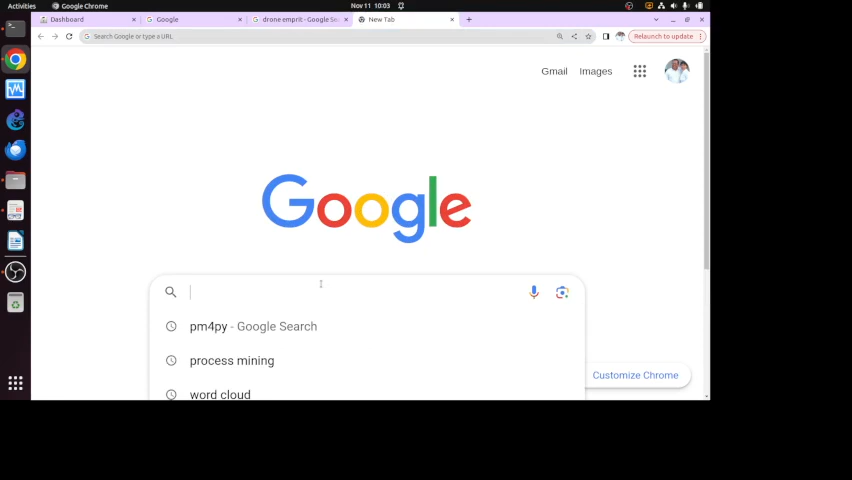 Activities Google Chrome Nov 11 10:03
Dashboard Google drone emprit - Google Sea New Tab
Search Google or type a URL Relaunch to update
Gmail Images
Google
pm4py - Google Search
process mining
Customize Chrome
word cloud